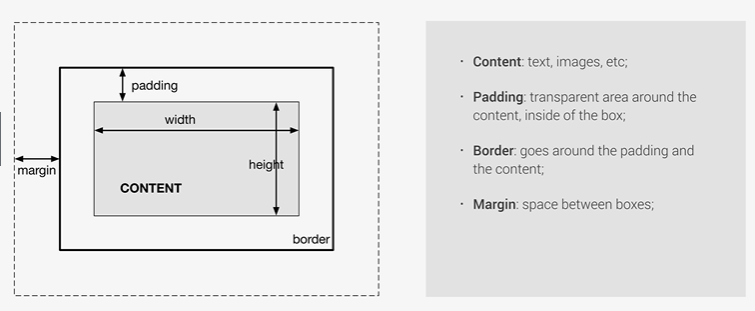 padding
width
height
margin
CONTENT
border
· Content: text, images, etc;
· Padding: transparent area around the
content, inside of the box;
· Border: goes around the padding and
the content;
· Margin: space between boxes;